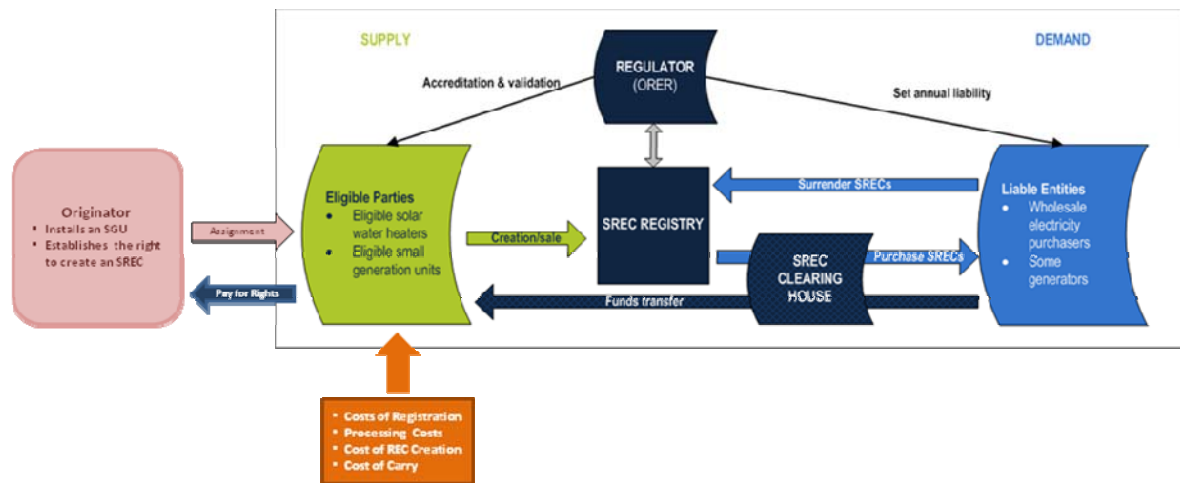 SUPPLY
DEMAND
REGULATOR
(ORER)
Accreditation & validation
Set annual liability
Originator
▪ Installs an SGU
▪ Establishes the right
to create an SREC
Assignment
Pay for Rights
Eligible Parties
● Eligible solar
water heaters
● Eligible small
generation units
Creation/sale
SREC REGISTRY
Surrender SRECs
SREC
CLEARING
HOUSE
Purchase SRECs
Funds transfer
Liable Entities
● Wholesale
electricity
purchasers
● Some
generators
▪ Costs of Registration
▪ Processing Costs
▪ Cost of REC Creation
▪ Cost of Carry